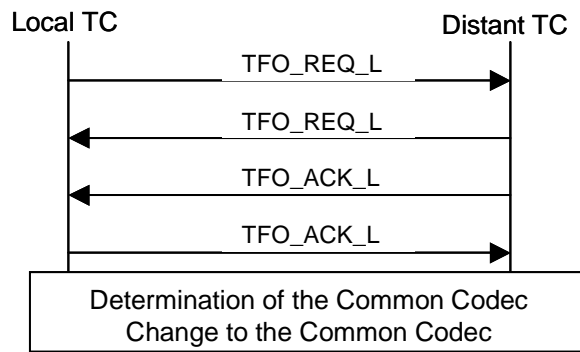 Local TC
Distant TC
TFO_REQ_L
TFO_REQ_L
TFO_ACK_L
TFO_ACK_L
Determination of the Common Codec
Change to the Common Codec